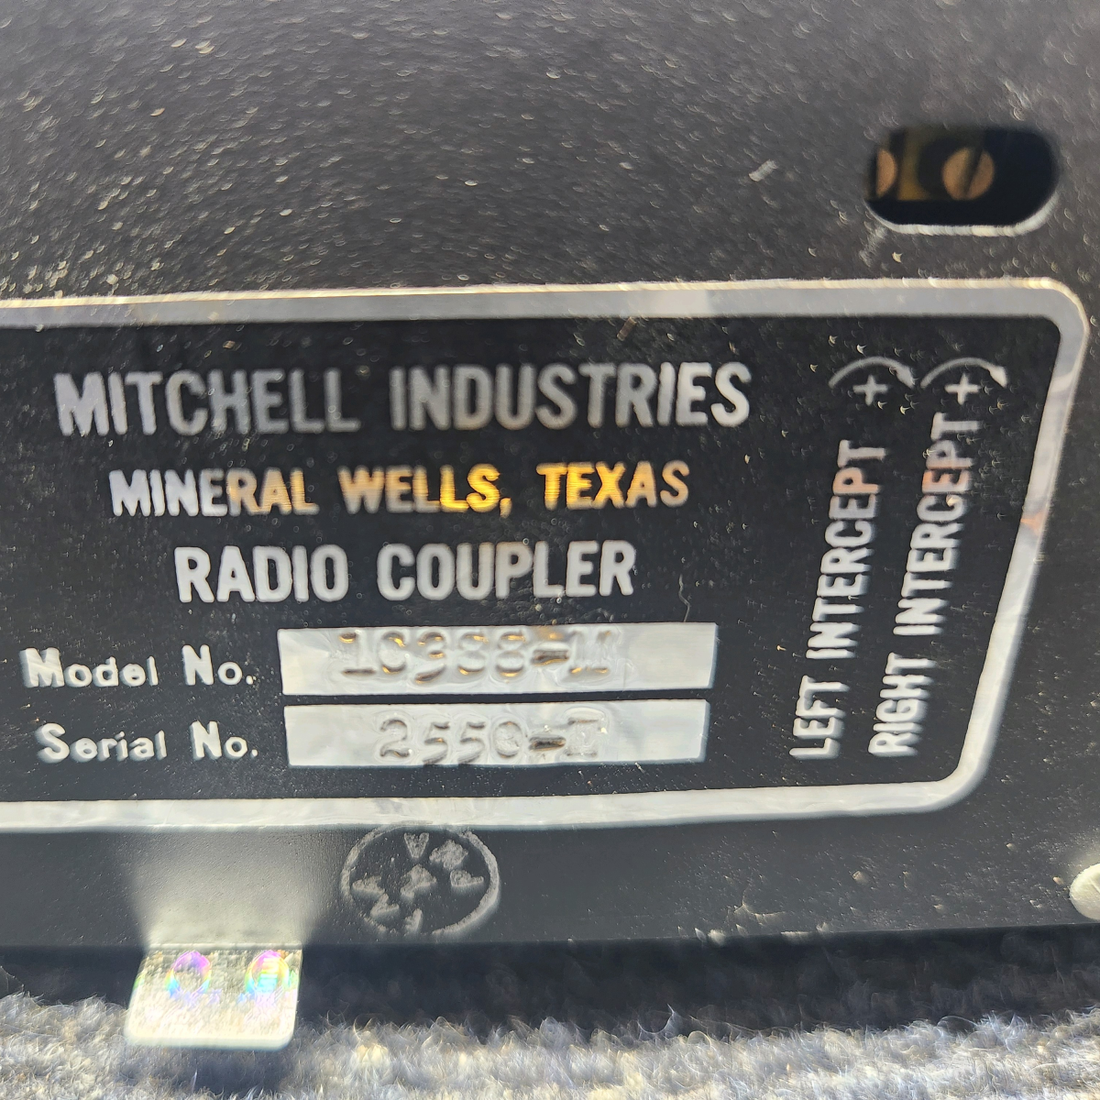 MITCHELL INDUSTRIES
MINERAL WELLS, TEXAS
RADIO COUPLER
Model No.
Serial No.
LEFT INTERCEPT +
RIGHT INTERCEPT +